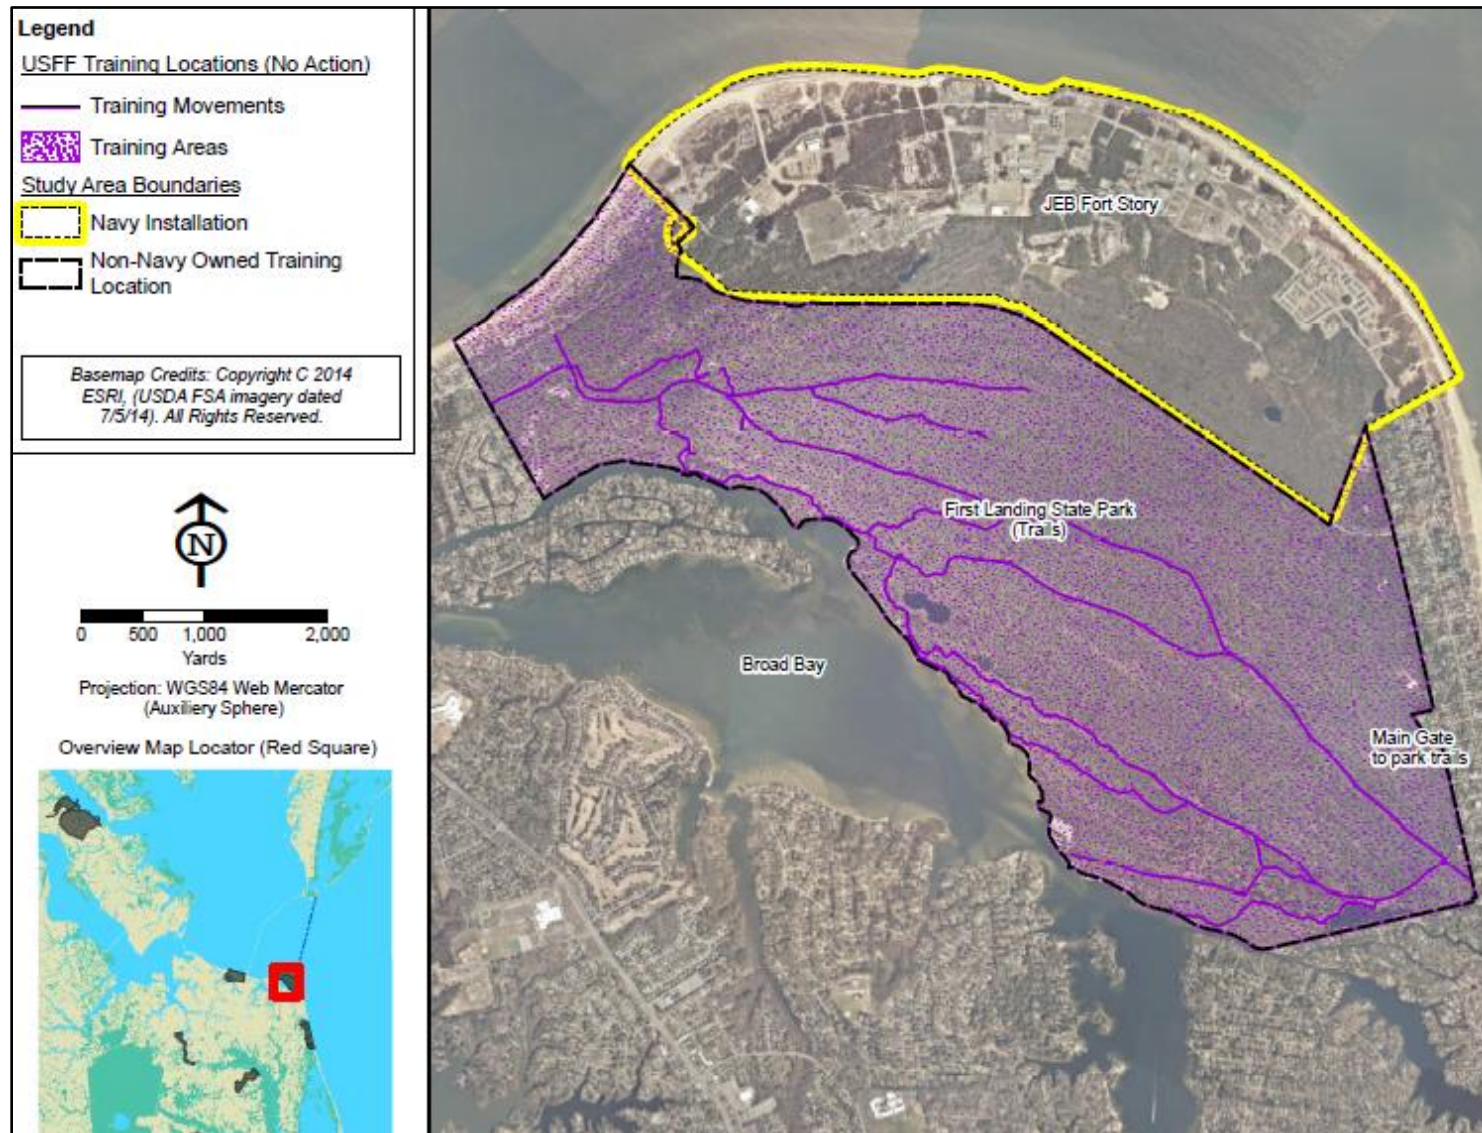 Legend
USFF Training Locations (No Action)
Training Movements
Training Areas
Study Area Boundaries
Navy Installation
Non-Navy Owned Training
Location
Basemap Credits: Copyright C 2014
ESRI, (USDA FSA imagery dated
7/5/14). All Rights Reserved.
N
0 500 1,000 2,000
Yards
Projection: WGS84 Web Mercator
(Auxiliery Sphere)
Overview Map Locator (Red Square)
JEB Fort Story
First Landing State Park
(Trails)
Broad Bay
Main Gate
to park trails